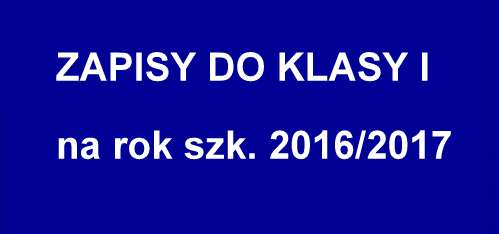 ZAPISY DO KLASY I
na rok szk. 2016/2017